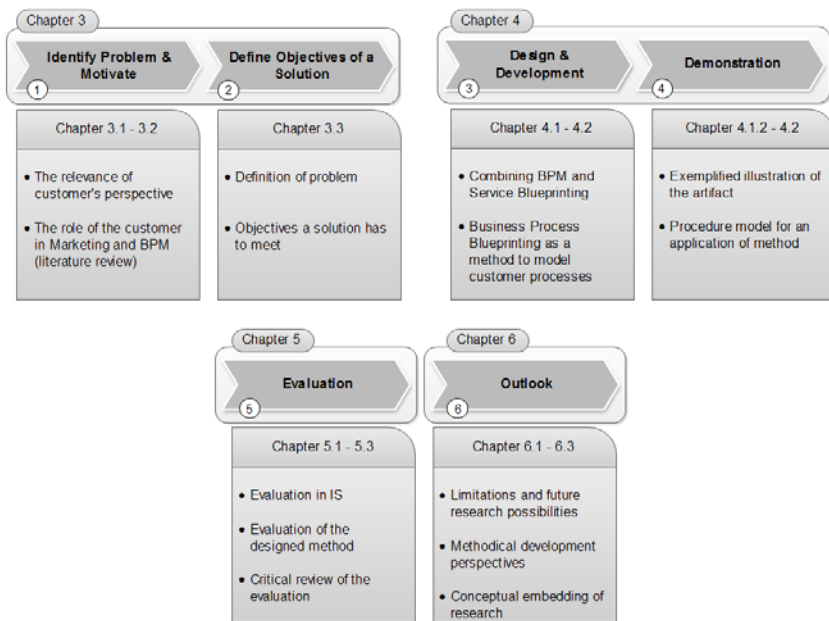 Chapter 3
Identify Problem &
Motivate
1
Define Objectives of a
Solution
2
Chapter 3.1 - 3.2
• The relevance of
customer's perspective
• The role of the customer
in Marketing and BPM
(literature review)
Chapter 3.3
• Definition of problem
• Objectives a solution has
to meet
Chapter 4
Design &
Development
3
Demonstration
4
Chapter 4.1 - 4.2
• Combining BPM and
Service Blueprinting
• Business Process
Blueprinting as a
method to model
customer processes
Chapter 4.1.2 - 4.2
• Exemplified illustration of
the artifact
• Procedure model for an
application of method
Chapter 5
Evaluation
5
Chapter 5.1 - 5.3
• Evaluation in IS
• Evaluation of the
designed method
• Critical review of the
evaluation
Chapter 6
Outlook
6
Chapter 6.1 - 6.3
• Limitations and future
research possibilities
• Methodical development
perspectives
• Conceptual embedding of
research